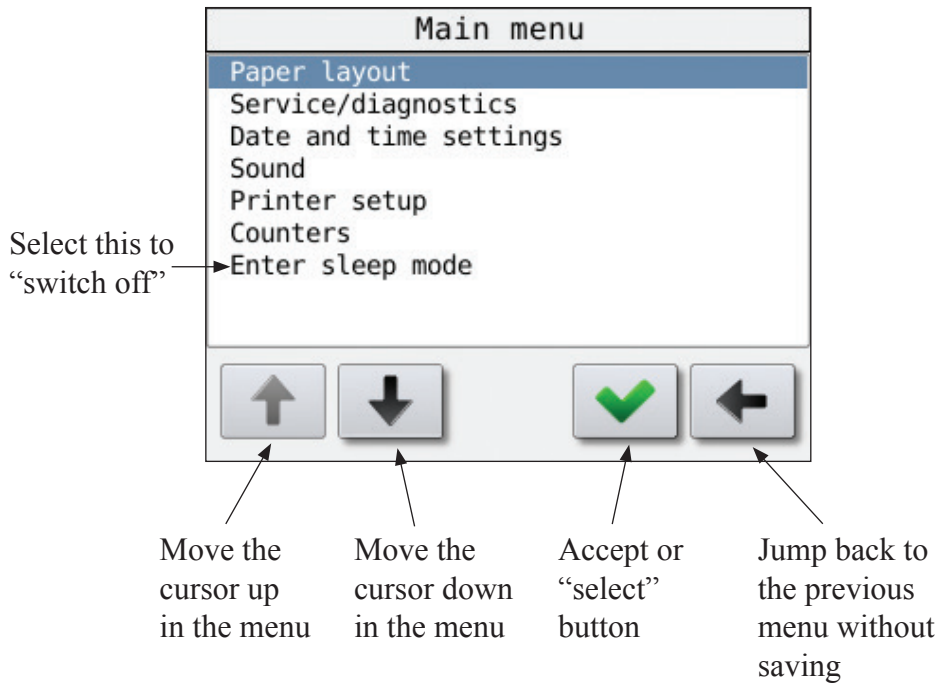 Main menu
Paper layout
Service/diagnostics
Date and time settings
Sound
Printer setup
Counters
Enter sleep mode
Select this to
“switch off”
Move the
cursor up
in the menu
Move the
cursor down
in the menu
Accept or
“select”
button
Jump back to
the previous
menu without
saving